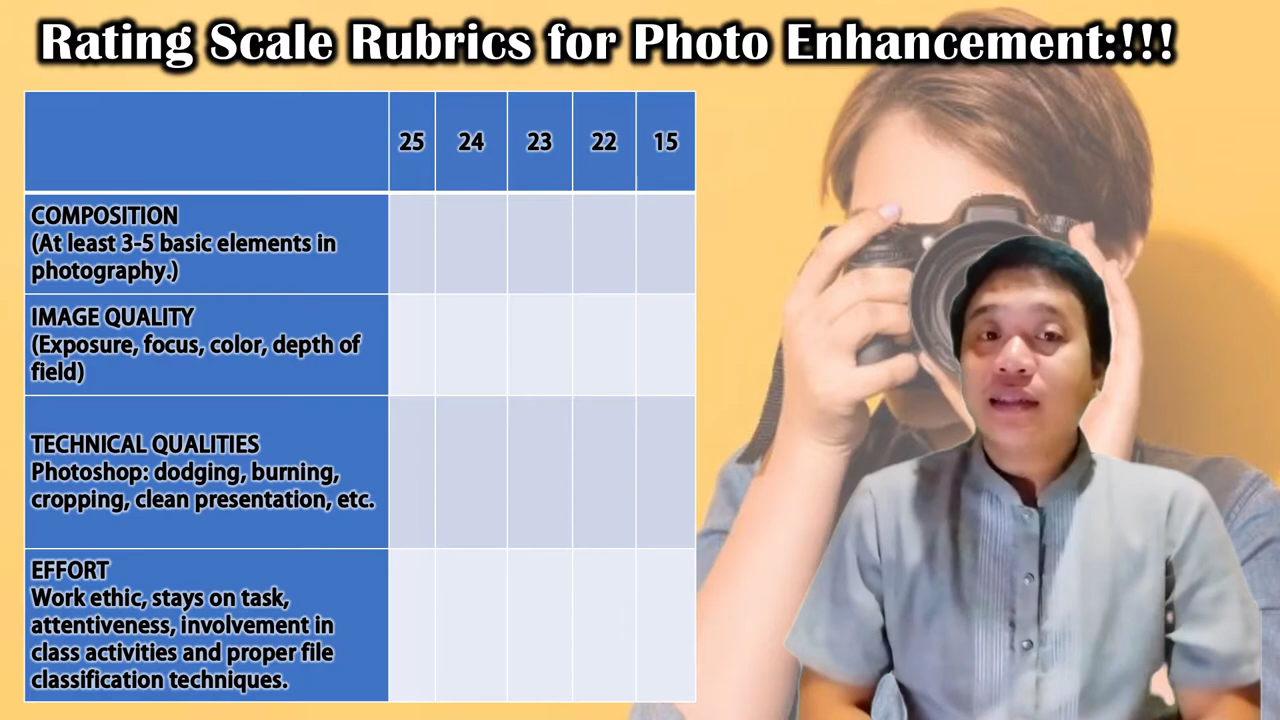 Rating Scale Rubrics for Photo Enhancement:!!!
25 24 23 22 15
COMPOSITION
(At least 3-5 basic elements in
photography.)
IMAGE QUALITY
(Exposure, focus, color, depth of
field)
TECHNICAL QUALITIES
Photoshop: dodging, burning,
cropping, clean presentation, etc.
EFFORT
Work ethic, stays on task,
attentiveness, involvement in
class activities and proper file
classification techniques.